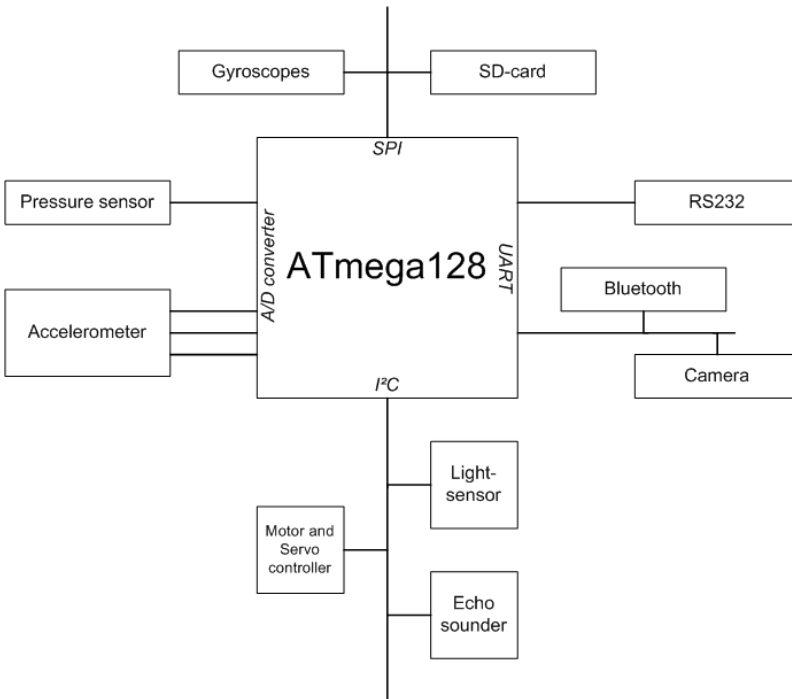 Gyroscopes
SD-card
SPI
Pressure sensor
RS232
A/D converter
ATmega128
UART
Bluetooth
Accelerometer
Camera
I²C
Light-
sensor
Motor and
Servo
controller
Echo
sounder